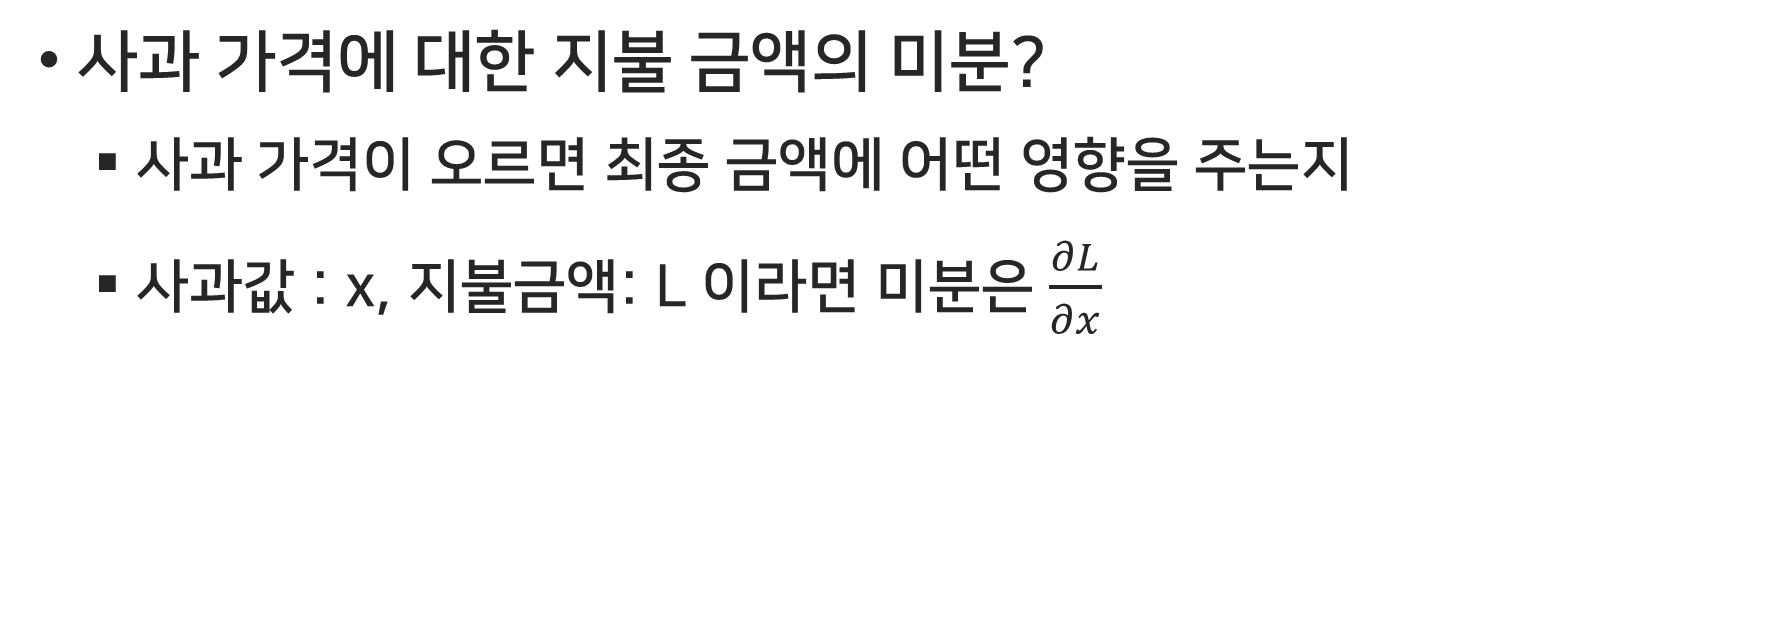 • 사과 가격에 대한 지불 금액의 미분?
▪ 사과 가격이 오르면 최종 금액에 어떤 영향을 주는지
▪ 사과값 : x, 지불금액: L 이라면 미분은 ∂L/∂x